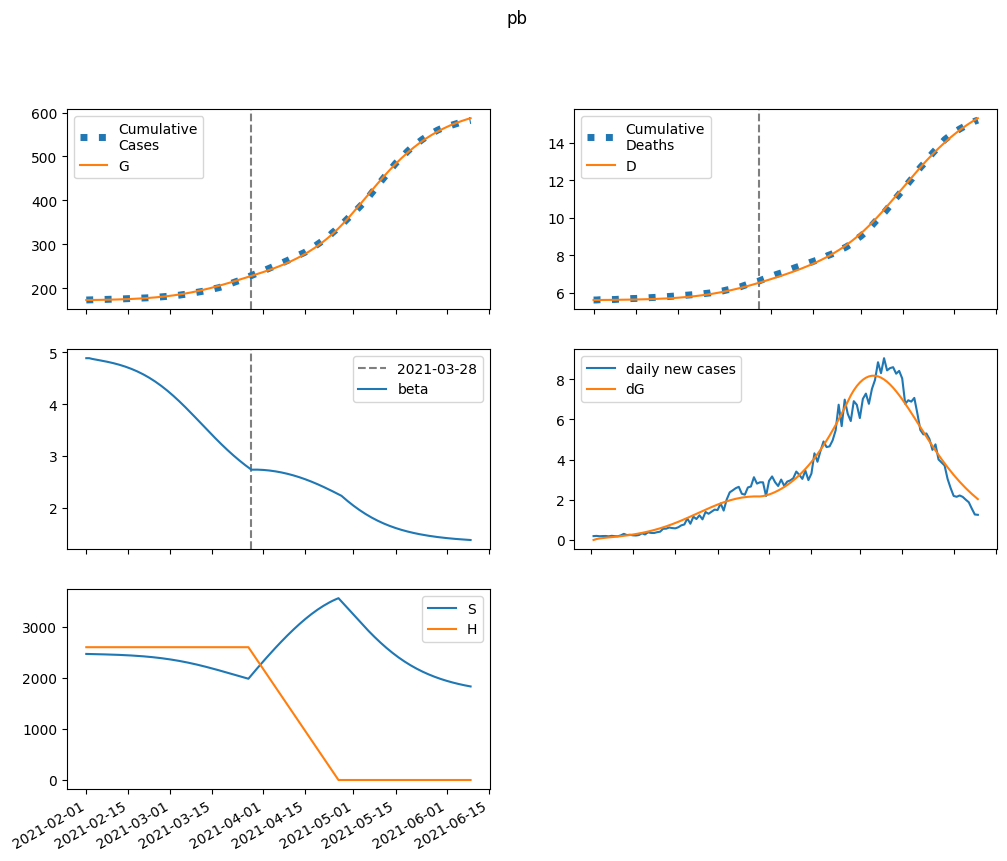 pb
600
500
400
300
200
Cumulative
Cases
G
14
12
10
8
6
Cumulative
Deaths
D
5
4
3
2
2021-03-28
beta
8
6
4
2
0
daily new cases
dG
3000
2000
1000
0
S
H
2021-02-01
2021-02-15
2021-03-01
2021-03-15
2021-04-01
2021-04-15
2021-05-01
2021-05-15
2021-06-01
2021-06-15